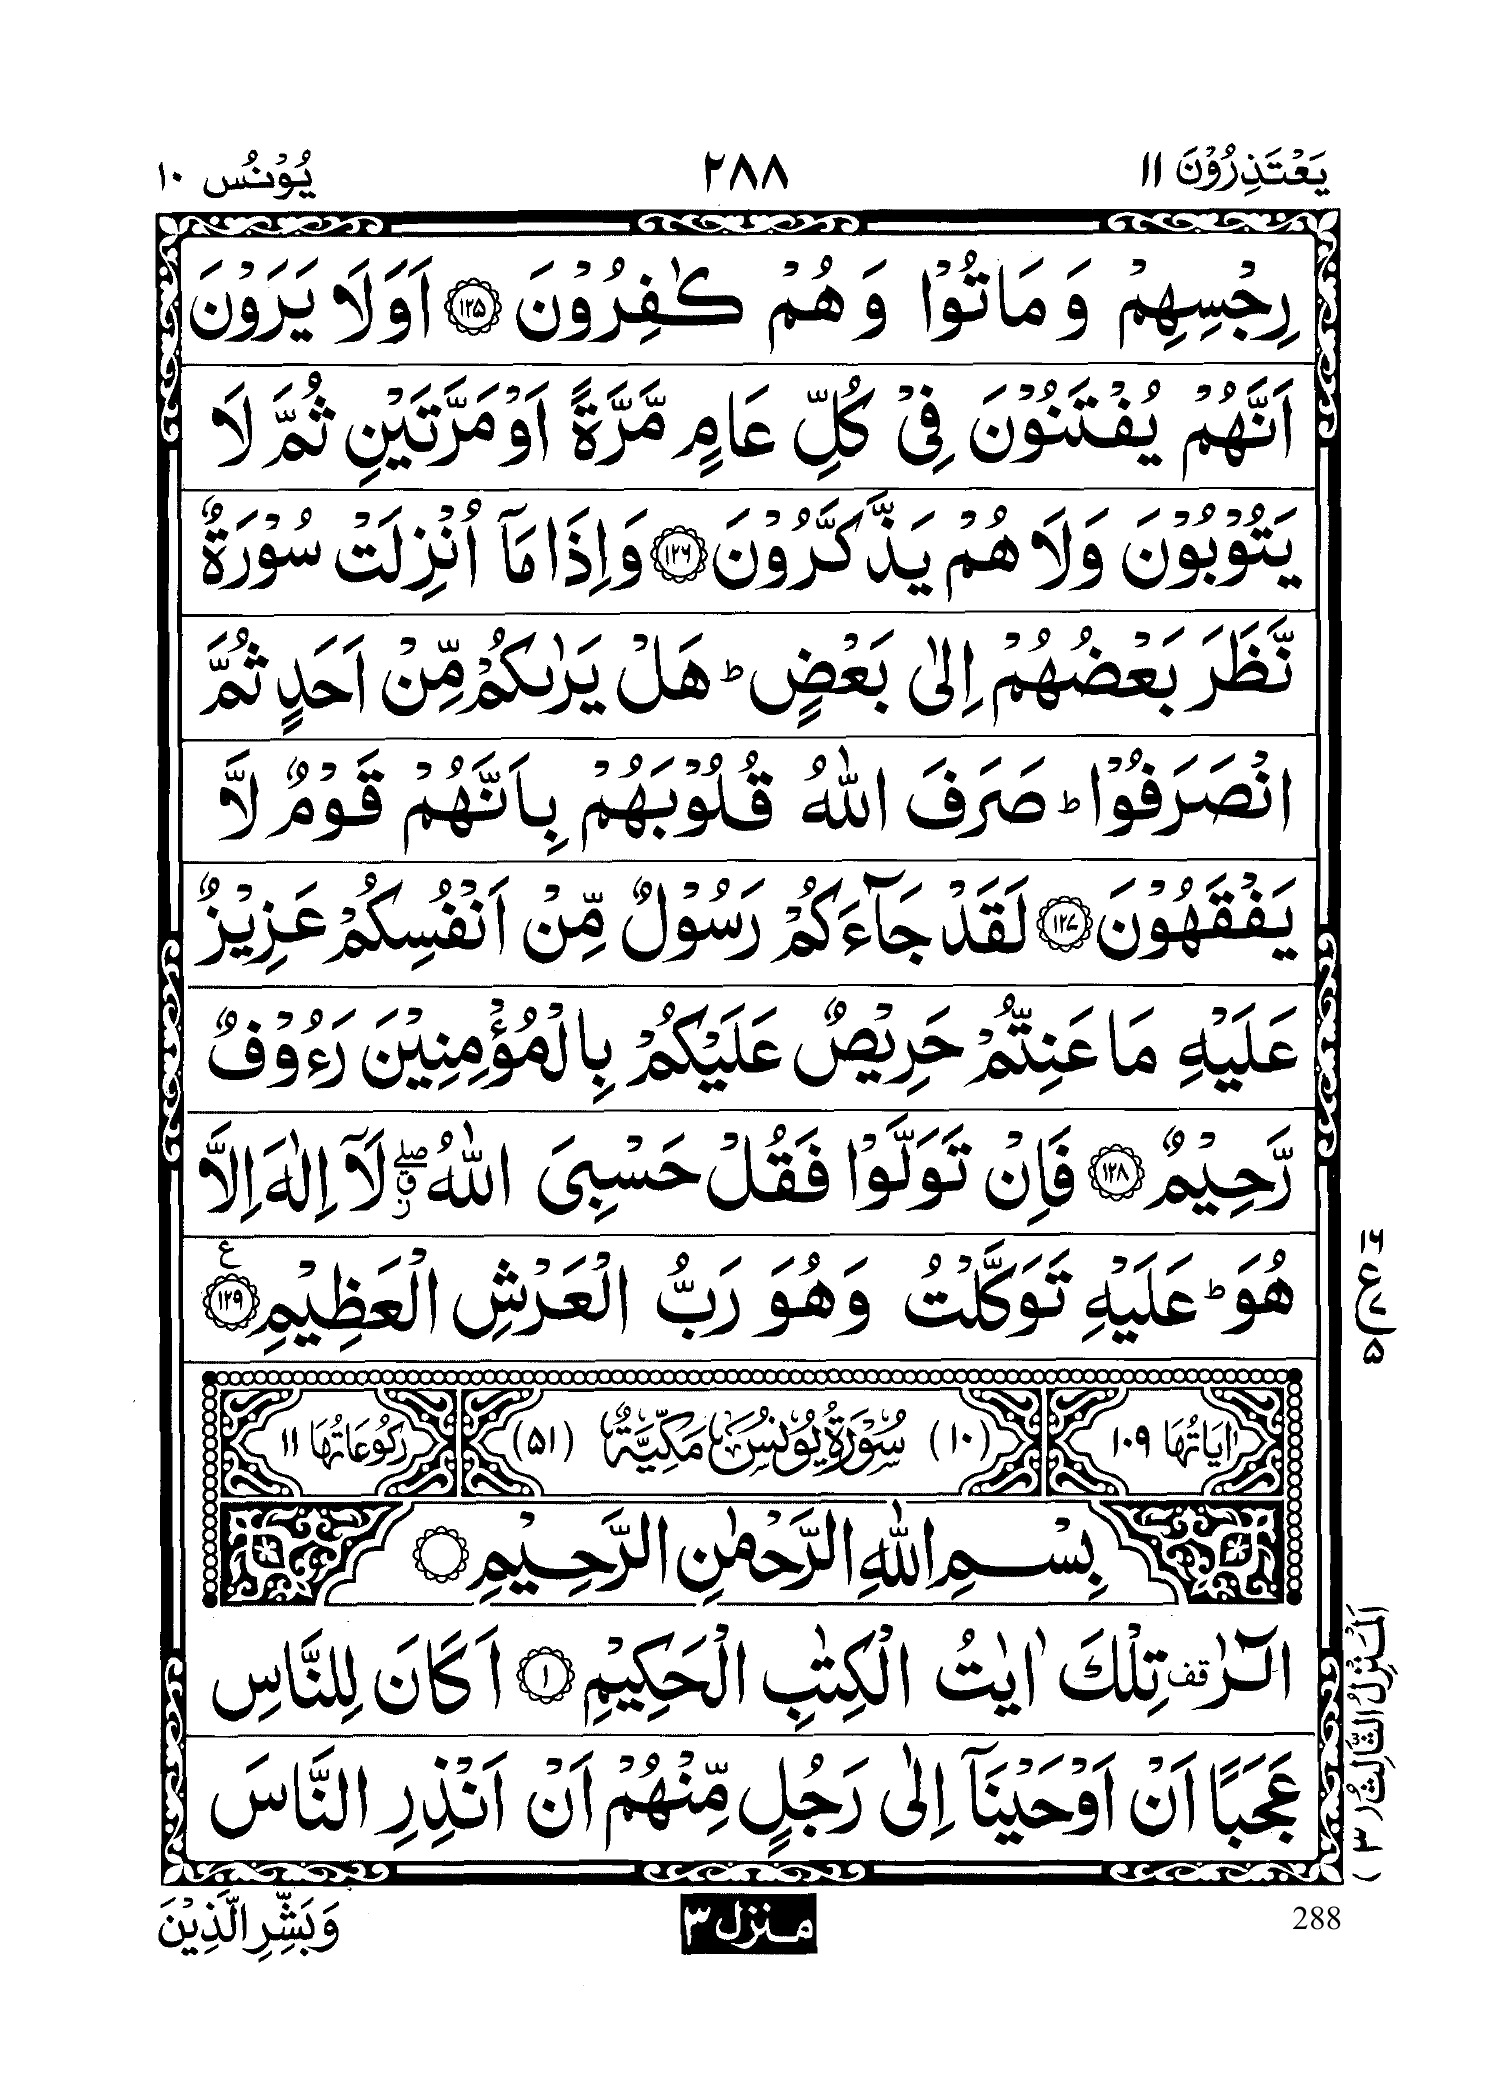 يَعْتَذِرُوْنَ ١١
٢٨٨
يُوْنُس ١٠
رِجْسِهِمْ وَمَاتُوْا وَهُمْ كٰفِرُوْنَ ۝١٢٥ اَوَلَا يَرَوْنَ
اَنَّهُمْ يُفْتَنُوْنَ فِىْ كُلِّ عَامٍ مَّرَّةً اَوْ مَرَّتَيْنِ ثُمَّ لَا
يَتُوْبُوْنَ وَلَا هُمْ يَذَّكَّرُوْنَ ۝١٢٦ وَاِذَا مَآ اُنْزِلَتْ سُوْرَةٌ
نَّظَرَ بَعْضُهُمْ اِلٰى بَعْضٍ ؕ هَلْ يَرٰىكُمْ مِّنْ اَحَدٍ ثُمَّ
انْصَرَفُوْا ؕ صَرَفَ اللّٰهُ قُلُوْبَهُمْ بِاَنَّهُمْ قَوْمٌ لَّا
يَفْقَهُوْنَ ۝١٢٧ لَقَدْ جَآءَكُمْ رَسُوْلٌ مِّنْ اَنْفُسِكُمْ عَزِيْزٌ
عَلَيْهِ مَا عَنِتُّمْ حَرِيْصٌ عَلَيْكُمْ بِالْمُؤْمِنِيْنَ رَءُوْفٌ
رَّحِيْمٌ ۝١٢٨ فَاِنْ تَوَلَّوْا فَقُلْ حَسْبِىَ اللّٰهُ ۖ ق ز لَآ اِلٰهَ اِلَّا
هُوَ ؕ عَلَيْهِ تَوَكَّلْتُ وَهُوَ رَبُّ الْعَرْشِ الْعَظِيْمِ ۝١٢٩ ع
١٦ ع ٧ ٥
اٰيَاتُهَا ١٠٩
(١٠) سُوْرَةُ يُوْنُسَ مَكِّيَّةٌ (٥١)
رُكُوْعَاتُهَا ١١
بِسْمِ اللّٰهِ الرَّحْمٰنِ الرَّحِيْمِ ۝
الٓرٰ قف تِلْكَ اٰيٰتُ الْكِتٰبِ الْحَكِيْمِ ۝١ اَكَانَ لِلنَّاسِ
عَجَبًا اَنْ اَوْحَيْنَآ اِلٰى رَجُلٍ مِّنْهُمْ اَنْ اَنْذِرِ النَّاسَ
اَلْمَنْزِلُ الثَّالِثُ (٣)
288
منزل ٣
وَبَشِّرِ الَّذِيْنَ